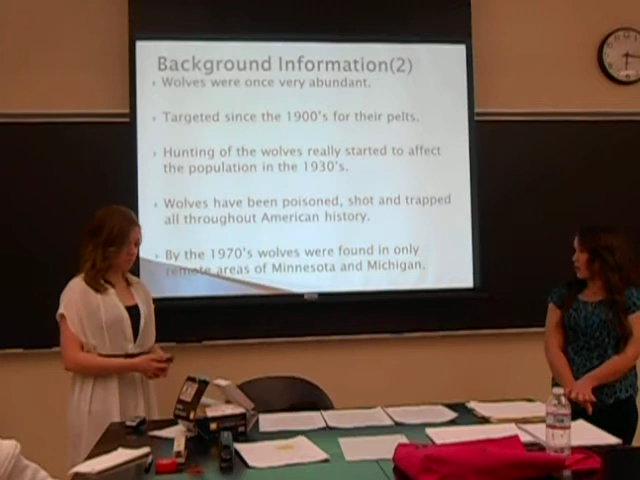 Background Information(2)
Wolves were once very abundant.
Targeted since the 1900's for their pelts.
Hunting of the wolves really started to affect
the population in the 1930's.
Wolves have been poisoned, shot and trapped
all throughout American history.
By the 1970's wolves were found in only
remote areas of Minnesota and Michigan.